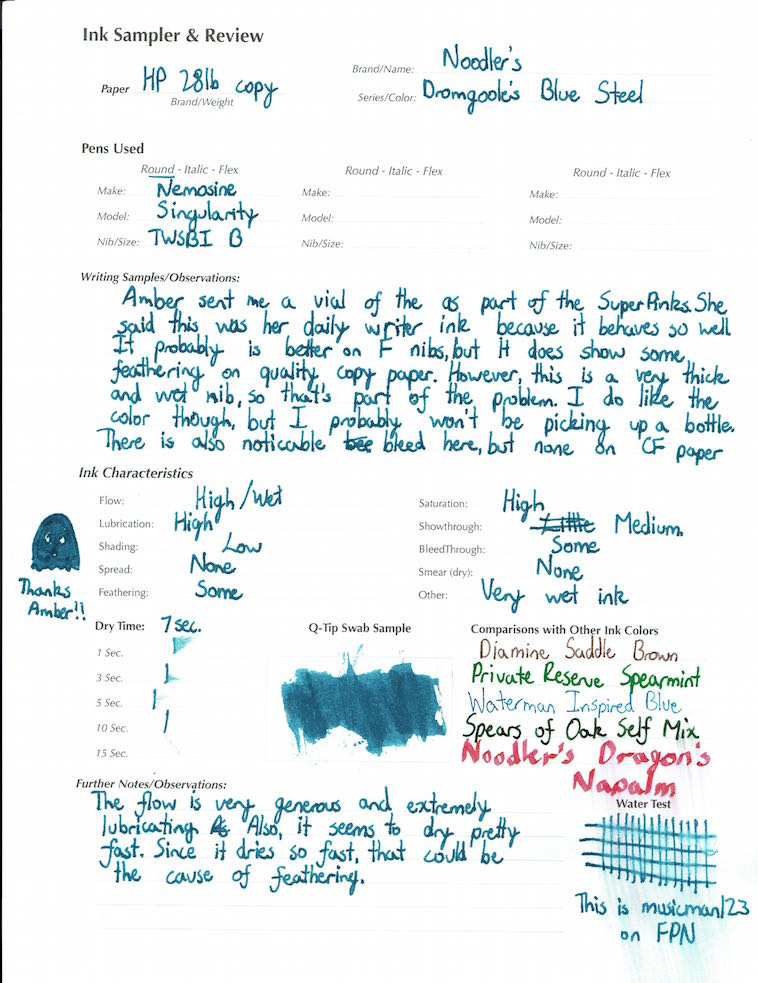 Ink Sampler & Review
Paper HP 28lb copy
Brand/Weight
Brand/Name: Noodler's
Series/Color: Dromgoole's Blue Steel
Pens Used
Round - Italic - Flex
Make: Nemosine
Model: Singularity
Nib/Size: TWSBI B
Round - Italic - Flex
Make:
Model:
Nib/Size:
Round - Italic - Flex
Make:
Model:
Nib/Size:
Writing Samples/Observations:
Amber sent me a vial of the as part of the SuperPinks. She
said this was her daily writer ink because it behaves so well
It probably is better on F nibs, but it does show some
feathering on quality copy paper. However, this is a very thick
and wet nib, so that's part of the problem. I do like the
color though, but I probably won't be picking up a bottle.
There is also noticable bleed here, but none on CF paper
Ink Characteristics
Flow: High/Wet
Lubrication: High
Shading: Low
Spread: None
Feathering: Some
Saturation: High
Showthrough: Little Medium.
BleedThrough: Some
Smear (dry): None
Other: Very wet ink
Thanks
Amber!!
Dry Time: 7 sec.
1 Sec.
3 Sec.
5 Sec.
10 Sec.
15 Sec.
Q-Tip Swab Sample
Comparisons with Other Ink Colors
Diamine Saddle Brown
Private Reserve Spearmint
Waterman Inspired Blue
Spears of Oak Self Mix
Noodler's Dragon's
Napalm
Further Notes/Observations:
The flow is very generous and extremely
lubricating As Also, it seems to dry pretty
fast. Since it dries so fast, that could be
the cause of feathering.
Water Test
This is musicman123
on FPN